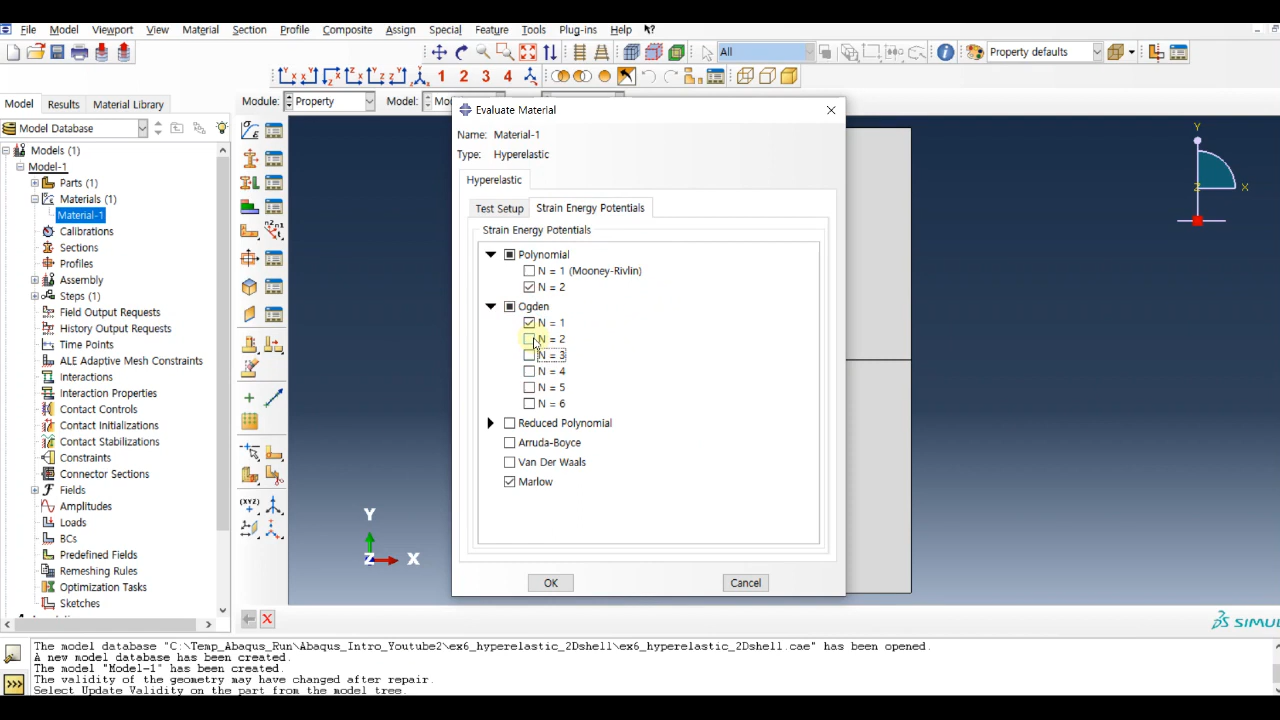 File Model Viewport View Material Section Profile Composite Assign Special Feature Tools Plug-ins Help
All Property defaults
1 2 3 4
Model Results Material Library Module: Property Model:
Model Database
Models (1)
Model-1
Parts (1)
Materials (1)
Material-1
Calibrations
Sections
Profiles
Assembly
Steps (1)
Field Output Requests
History Output Requests
Time Points
ALE Adaptive Mesh Constraints
Interactions
Interaction Properties
Contact Controls
Contact Initializations
Contact Stabilizations
Constraints
Connector Sections
Fields
Amplitudes
Loads
BCs
Predefined Fields
Remeshing Rules
Optimization Tasks
Sketches
Evaluate Material
Name: Material-1
Type: Hyperelastic
Hyperelastic
Test Setup Strain Energy Potentials
Strain Energy Potentials
Polynomial
N = 1 (Mooney-Rivlin)
N = 2
Ogden
N = 1
N = 2
N = 3
N = 4
N = 5
N = 6
Reduced Polynomial
Arruda-Boyce
Van Der Waals
Marlow
OK Cancel
Y
Z X
Y
Z X
SIMU
The model database "C:\Temp_Abaqus_Run\Abaqus_Intro_Youtube2\ex6_hyperelastic_2Dshell\ex6_hyperelastic_2Dshell.cae" has been opened.
A new model database has been created.
The model "Model-1" has been created.
The validity of the geometry may have changed after repair.
Select Update Validity on the part from the model tree.